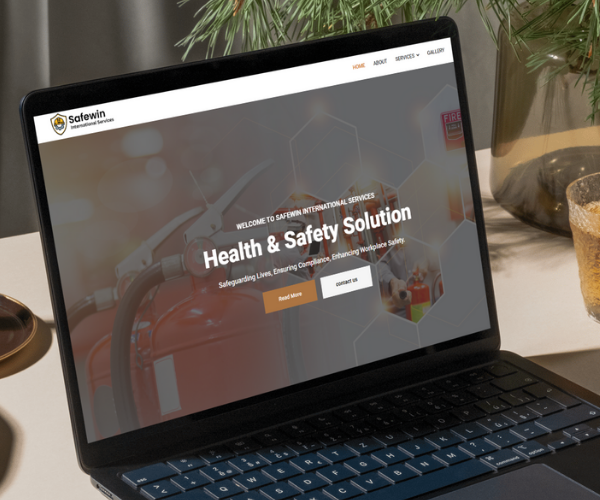 Safewin
International Services
HOME ABOUT SERVICES GALLERY
FIRE
WELCOME TO SAFEWIN INTERNATIONAL SERVICES
Health & Safety Solution
Safeguarding Lives, Ensuring Compliance, Enhancing Workplace Safety.
Read More contact us